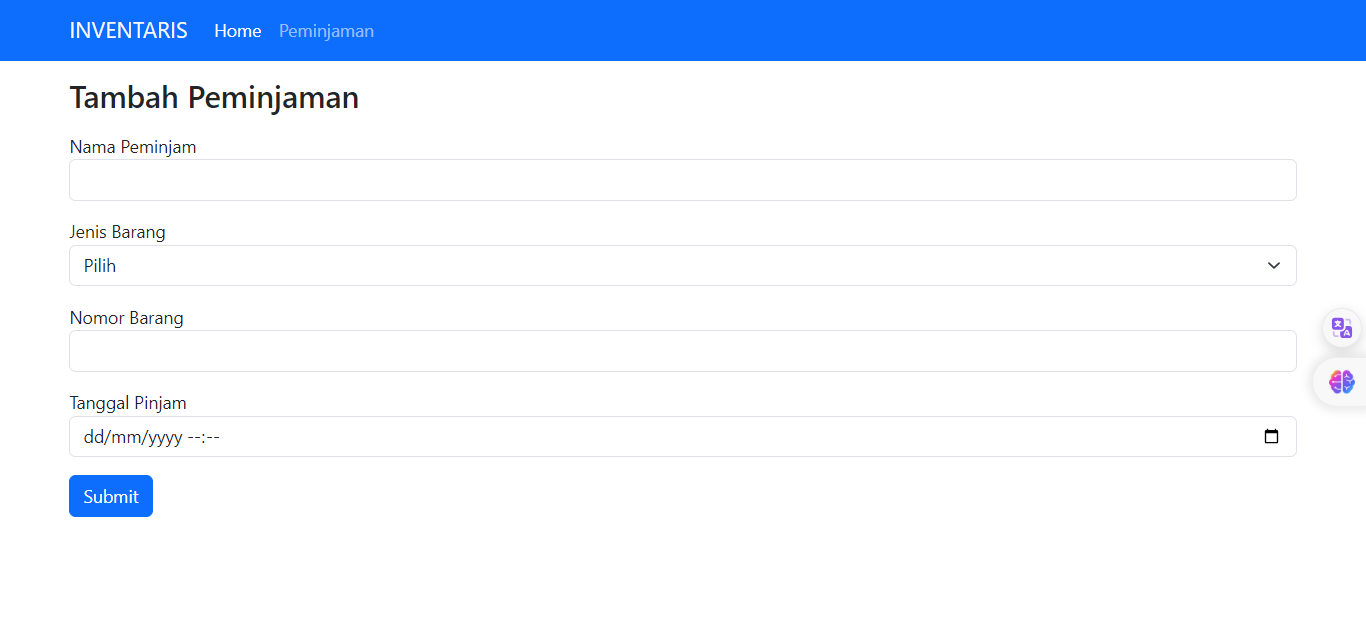 INVENTARIS Home Peminjaman
Tambah Peminjaman
Nama Peminjam
Jenis Barang
Pilih
Nomor Barang
Tanggal Pinjam
dd/mm/yyyy --:--
Submit